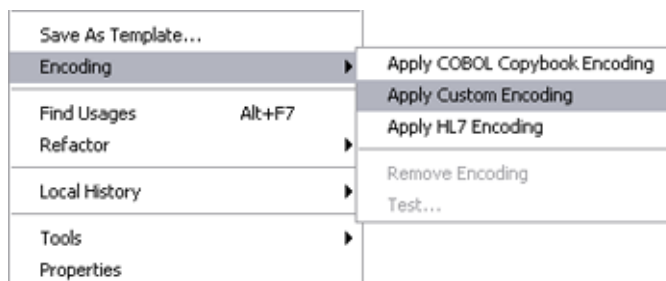 Save As Template...
Encoding
Find Usages Alt+F7
Refactor
Local History
Tools
Properties
Apply COBOL Copybook Encoding
Apply Custom Encoding
Apply HL7 Encoding
Remove Encoding
Test...